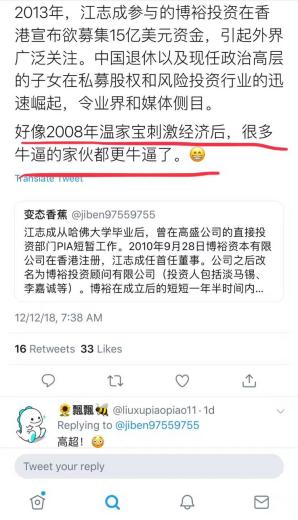 2013年，江志成参与的博裕投资在香
港宣布欲募集15亿美元资金，引起外界
广泛关注。中国退休以及现任政治高层
的子女在私募股权和风险投资行业的迅
速崛起，令业界和媒体侧目。
好像2008年温家宝刺激经济后，很多
牛逼的家伙都更牛逼了。😁
Translate Tweet
变态香蕉 @jiben97559755
江志成从哈佛大学毕业后，曾在高盛公司的直接投
资部门PIA短暂工作。2010年9月28日博裕资本有限
公司在香港注册，江志成任首任董事。公司之后改
名为博裕投资顾问有限公司（投资人包括淡马锡、
李嘉诚等）。博裕在成立后的短短一年半时间内...
12/12/18, 7:38 AM
16 Retweets 33 Likes
🌻飘飘🐝 @liuxupiaopiao11 · 1d
Replying to @jiben97559755
高超！😳
Tweet your reply